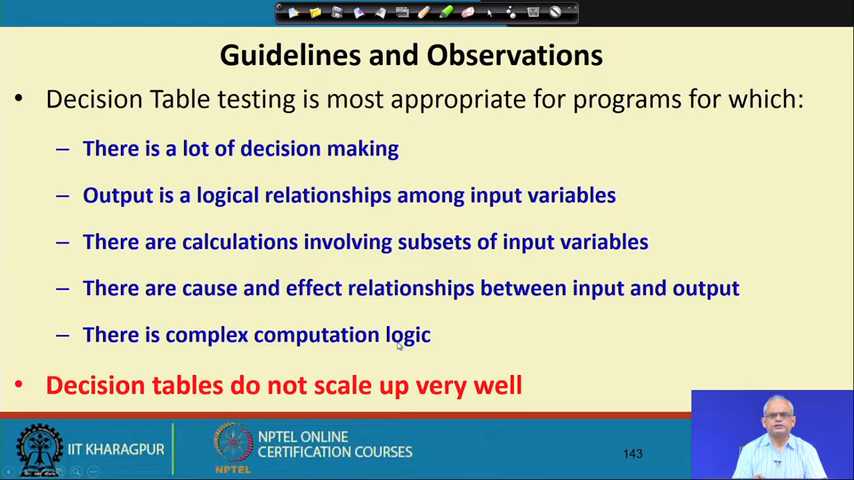 Guidelines and Observations
• Decision Table testing is most appropriate for programs for which:
– There is a lot of decision making
– Output is a logical relationships among input variables
– There are calculations involving subsets of input variables
– There are cause and effect relationships between input and output
– There is complex computation logic
• Decision tables do not scale up very well
IIT KHARAGPUR
NPTEL
NPTEL ONLINE
CERTIFICATION COURSES
143